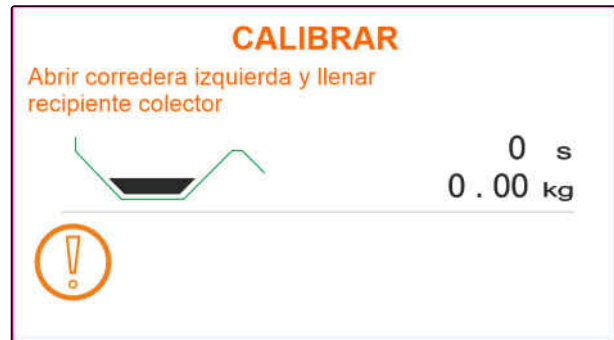 CALIBRAR
Abrir corredera izquierda y llenar
recipiente colector
0 s
0 . 00 kg